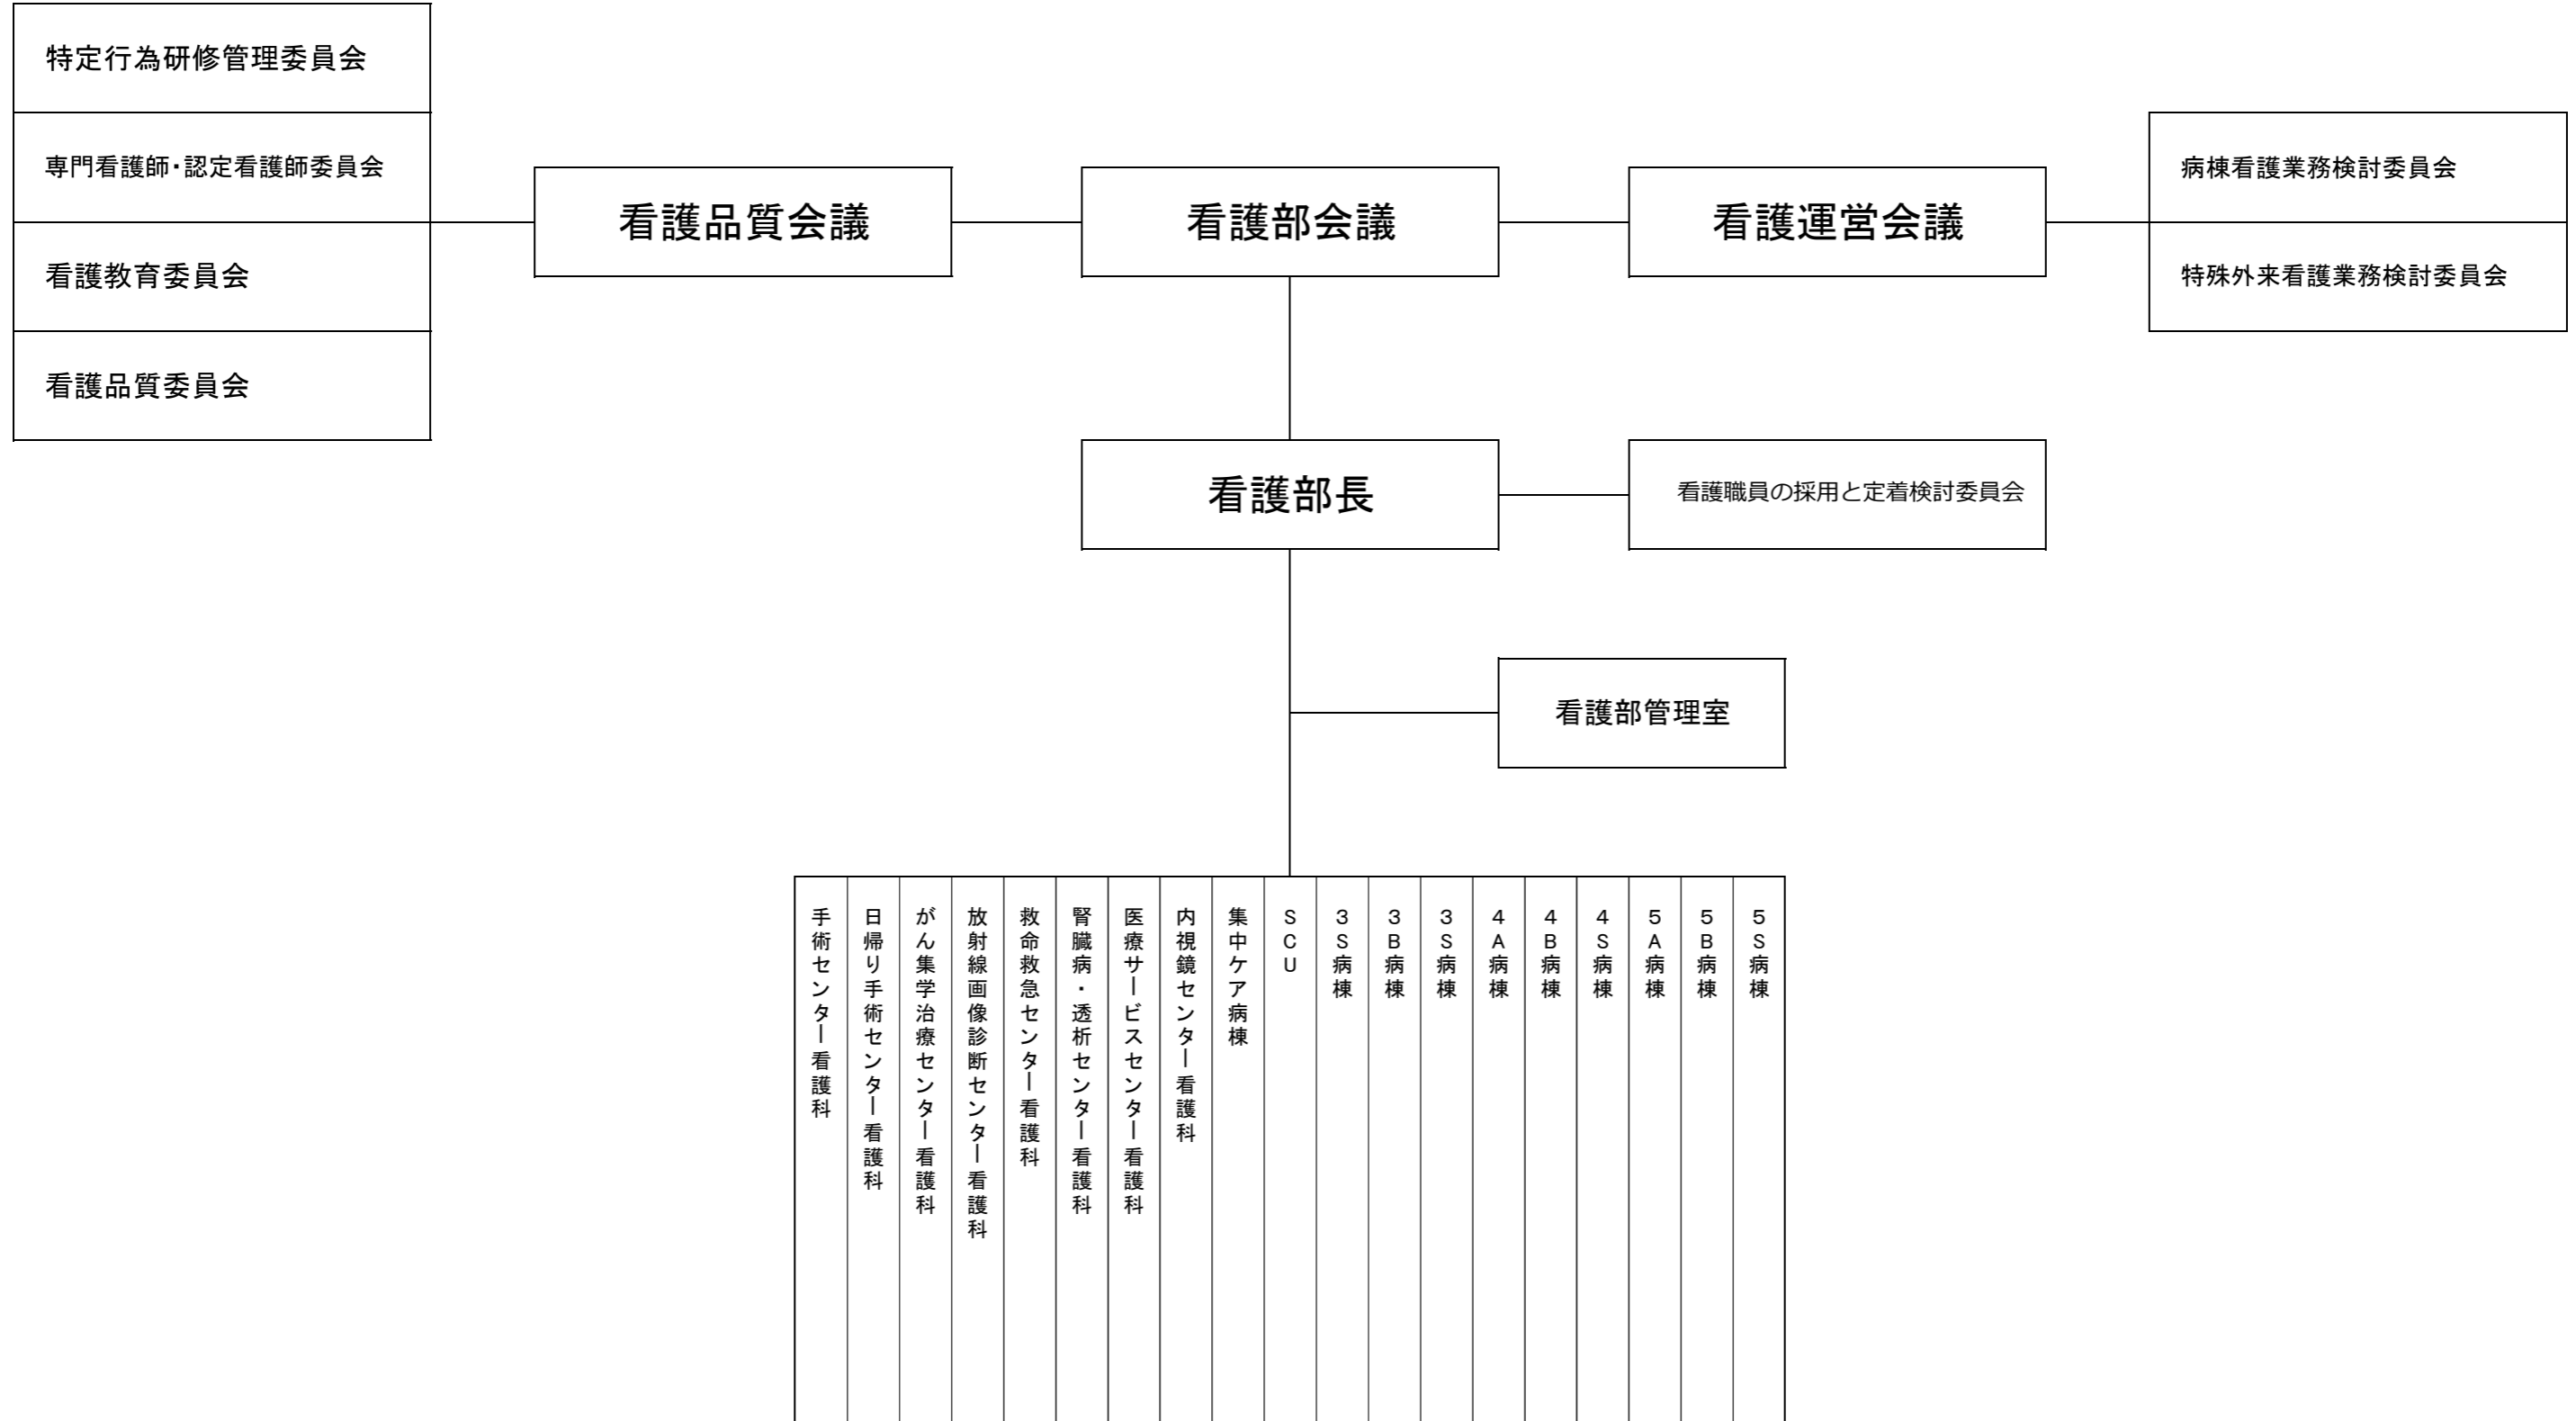 特定行為研修管理委員会
専門看護師・認定看護師委員会
看護教育委員会
看護品質委員会
看護品質会議
看護部会議
看護運営会議
病棟看護業務検討委員会
特殊外来看護業務検討委員会
看護部長
看護職員の採用と定着検討委員会
看護部管理室
手術センター看護科
日帰り手術センター看護科
がん集学治療センター看護科
放射線画像診断センター看護科
救命救急センター看護科
腎臓病・透析センター看護科
医療サービスセンター看護科
内視鏡センター看護科
集中ケア病棟
SCU
3S病棟
3B病棟
3S病棟
4A病棟
4B病棟
4S病棟
5A病棟
5B病棟
5S病棟